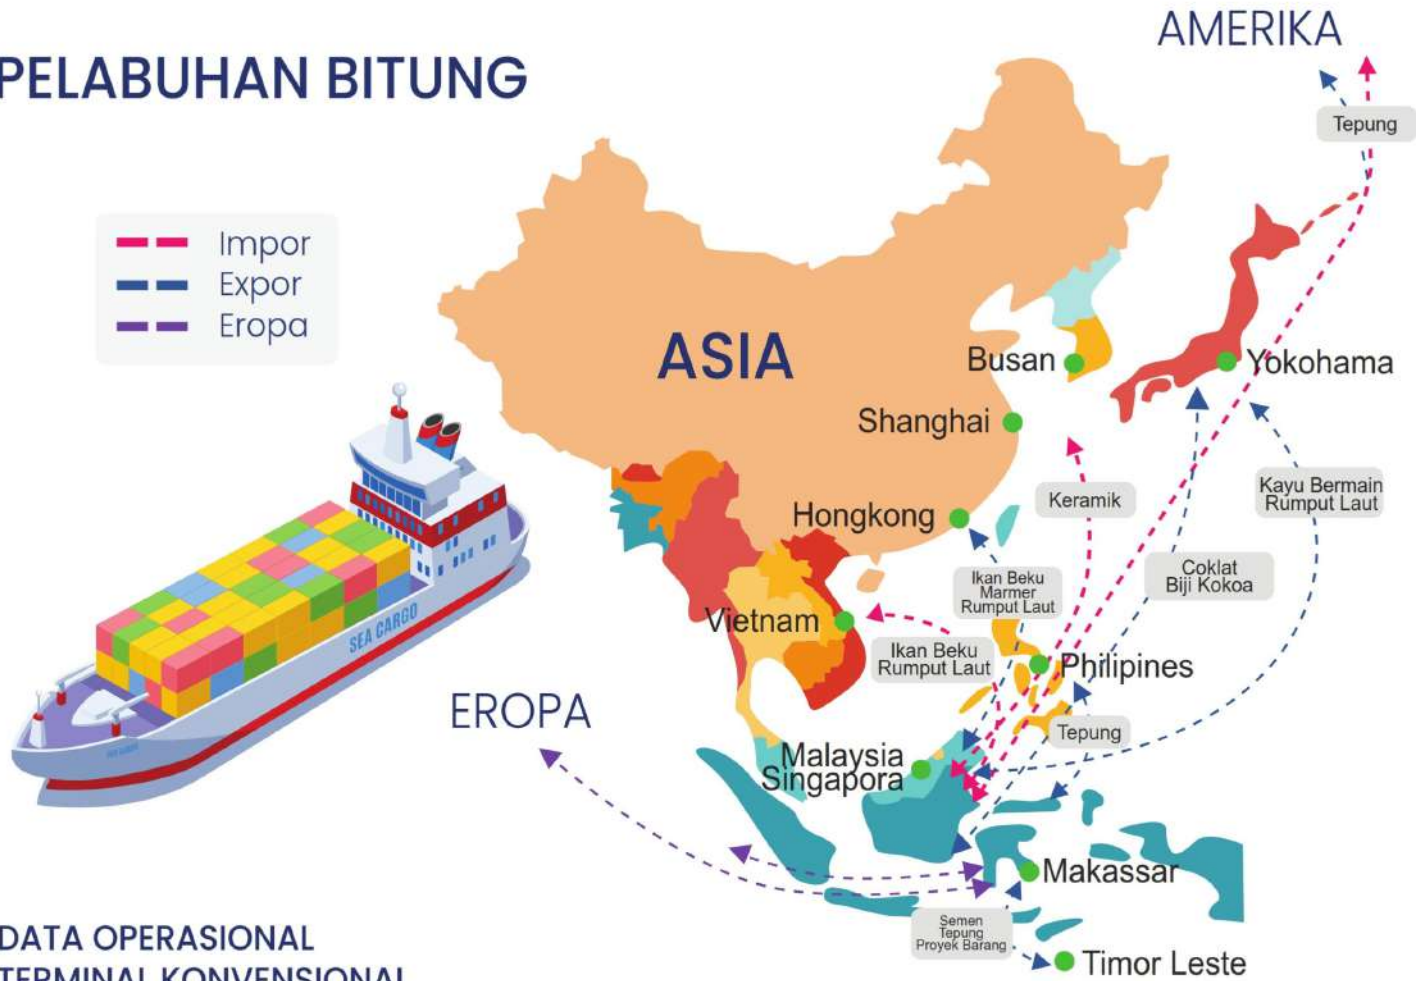 AMERIKA
PELABUHAN BITUNG
Tepung
Impor
Expor
Eropa
ASIA
Busan
Yokohama
Shanghai
Keramik
Kayu Bermain
Rumput Laut
Hongkong
Coklat
Biji Kokoa
Ikan Beku
Marmer
Rumput Laut
SEA CARGO
Vietnam
Ikan Beku
Rumput Laut
Philipines
EROPA
Tepung
Malaysia
Singapora
Makassar
Semen
Tepung
Proyek Barang
Timor Leste
DATA OPERASIONAL
TERMINAL KONVENSIONAL